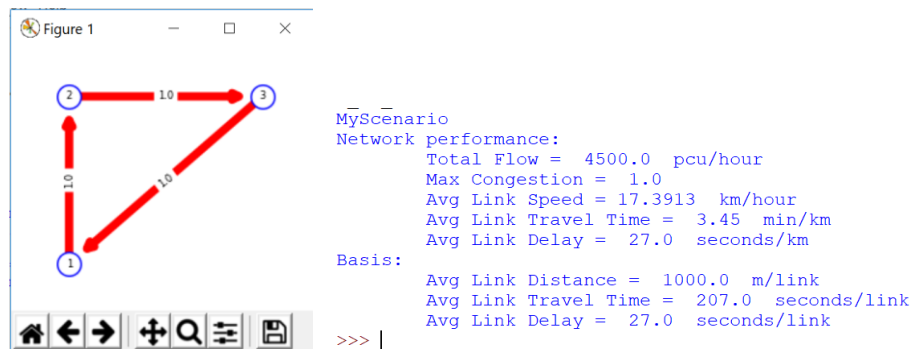 Figure 1
2
1.0
3
1.0
1.0
1
MyScenario
Network performance:
Total Flow =  4500.0  pcu/hour
Max Congestion =  1.0
Avg Link Speed = 17.3913  km/hour
Avg Link Travel Time =  3.45  min/km
Avg Link Delay =  27.0  seconds/km
Basis:
Avg Link Distance =  1000.0  m/link
Avg Link Travel Time =  207.0  seconds/link
Avg Link Delay =  27.0  seconds/link
>>>